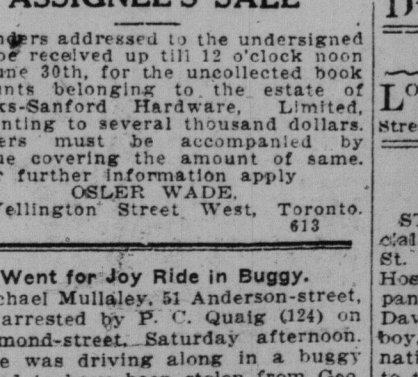 ASSIGNEE'S SALE
nders addressed to the undersigned
be received up till 12 o'clock noon
une 30th, for the uncollected book
unts belonging to the estate of
ks-Sanford Hardware, Limited,
nting to several thousand dollars.
ers must be accompanied by
ue covering the amount of same.
r further information apply
OSLER WADE,
Wellington Street West, Toronto.
613
Went for Joy Ride in Buggy.
chael Mullaley, 51 Anderson-street,
arrested by P. C. Quaig (124) on
mond-street, Saturday afternoon.
e was driving along in a buggy
Lo
Stre
St.
Hos
pan
Dav
boy,
nati